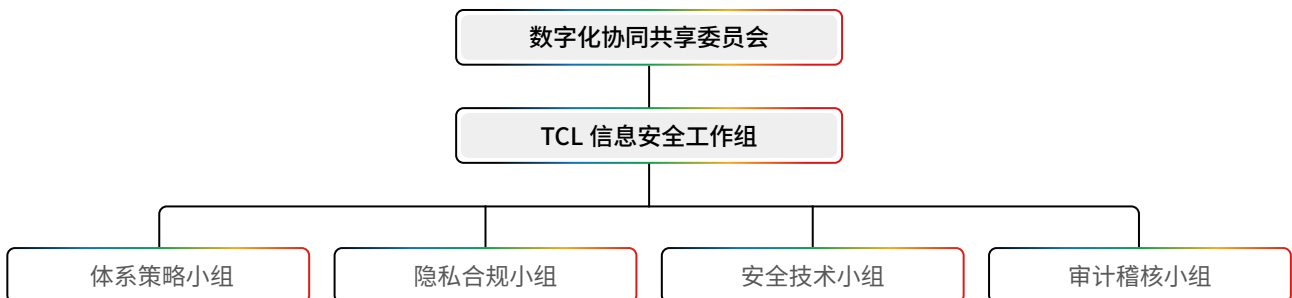 数字化协同共享委员会
TCL 信息安全工作组
体系策略小组
隐私合规小组
安全技术小组
审计稽核小组